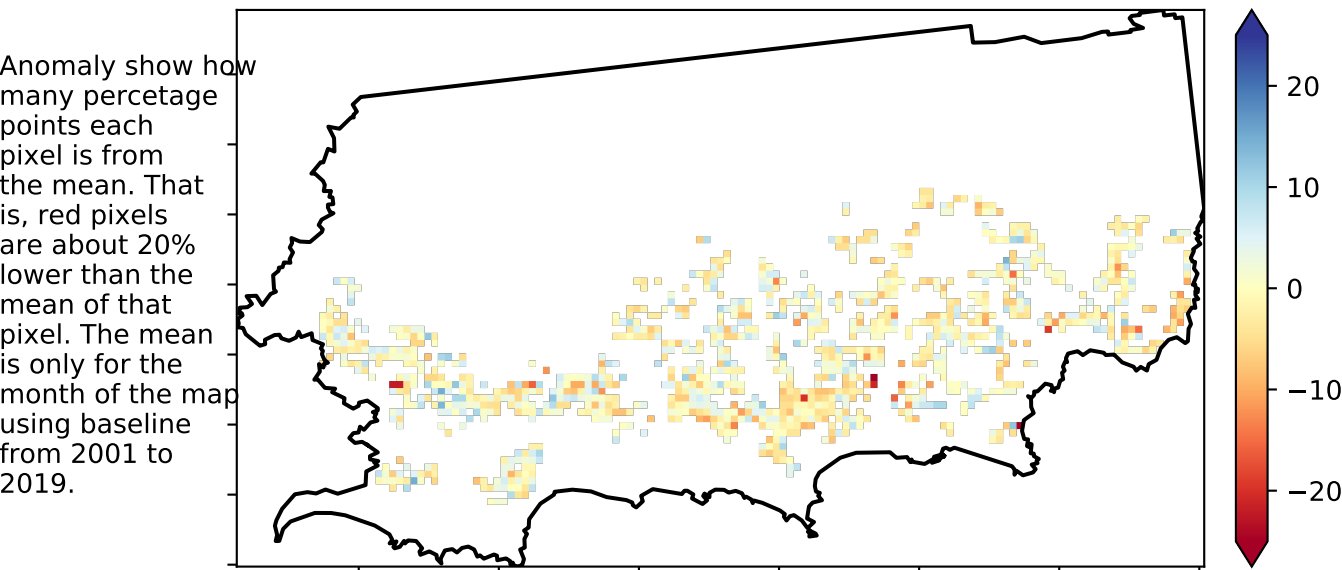 Anomaly show how
many percetage
points each
pixel is from
the mean. That
is, red pixels
are about 20%
lower than the
mean of that
pixel. The mean
is only for the
month of the map
using baseline
from 2001 to
2019.
20
10
0
−10
−20